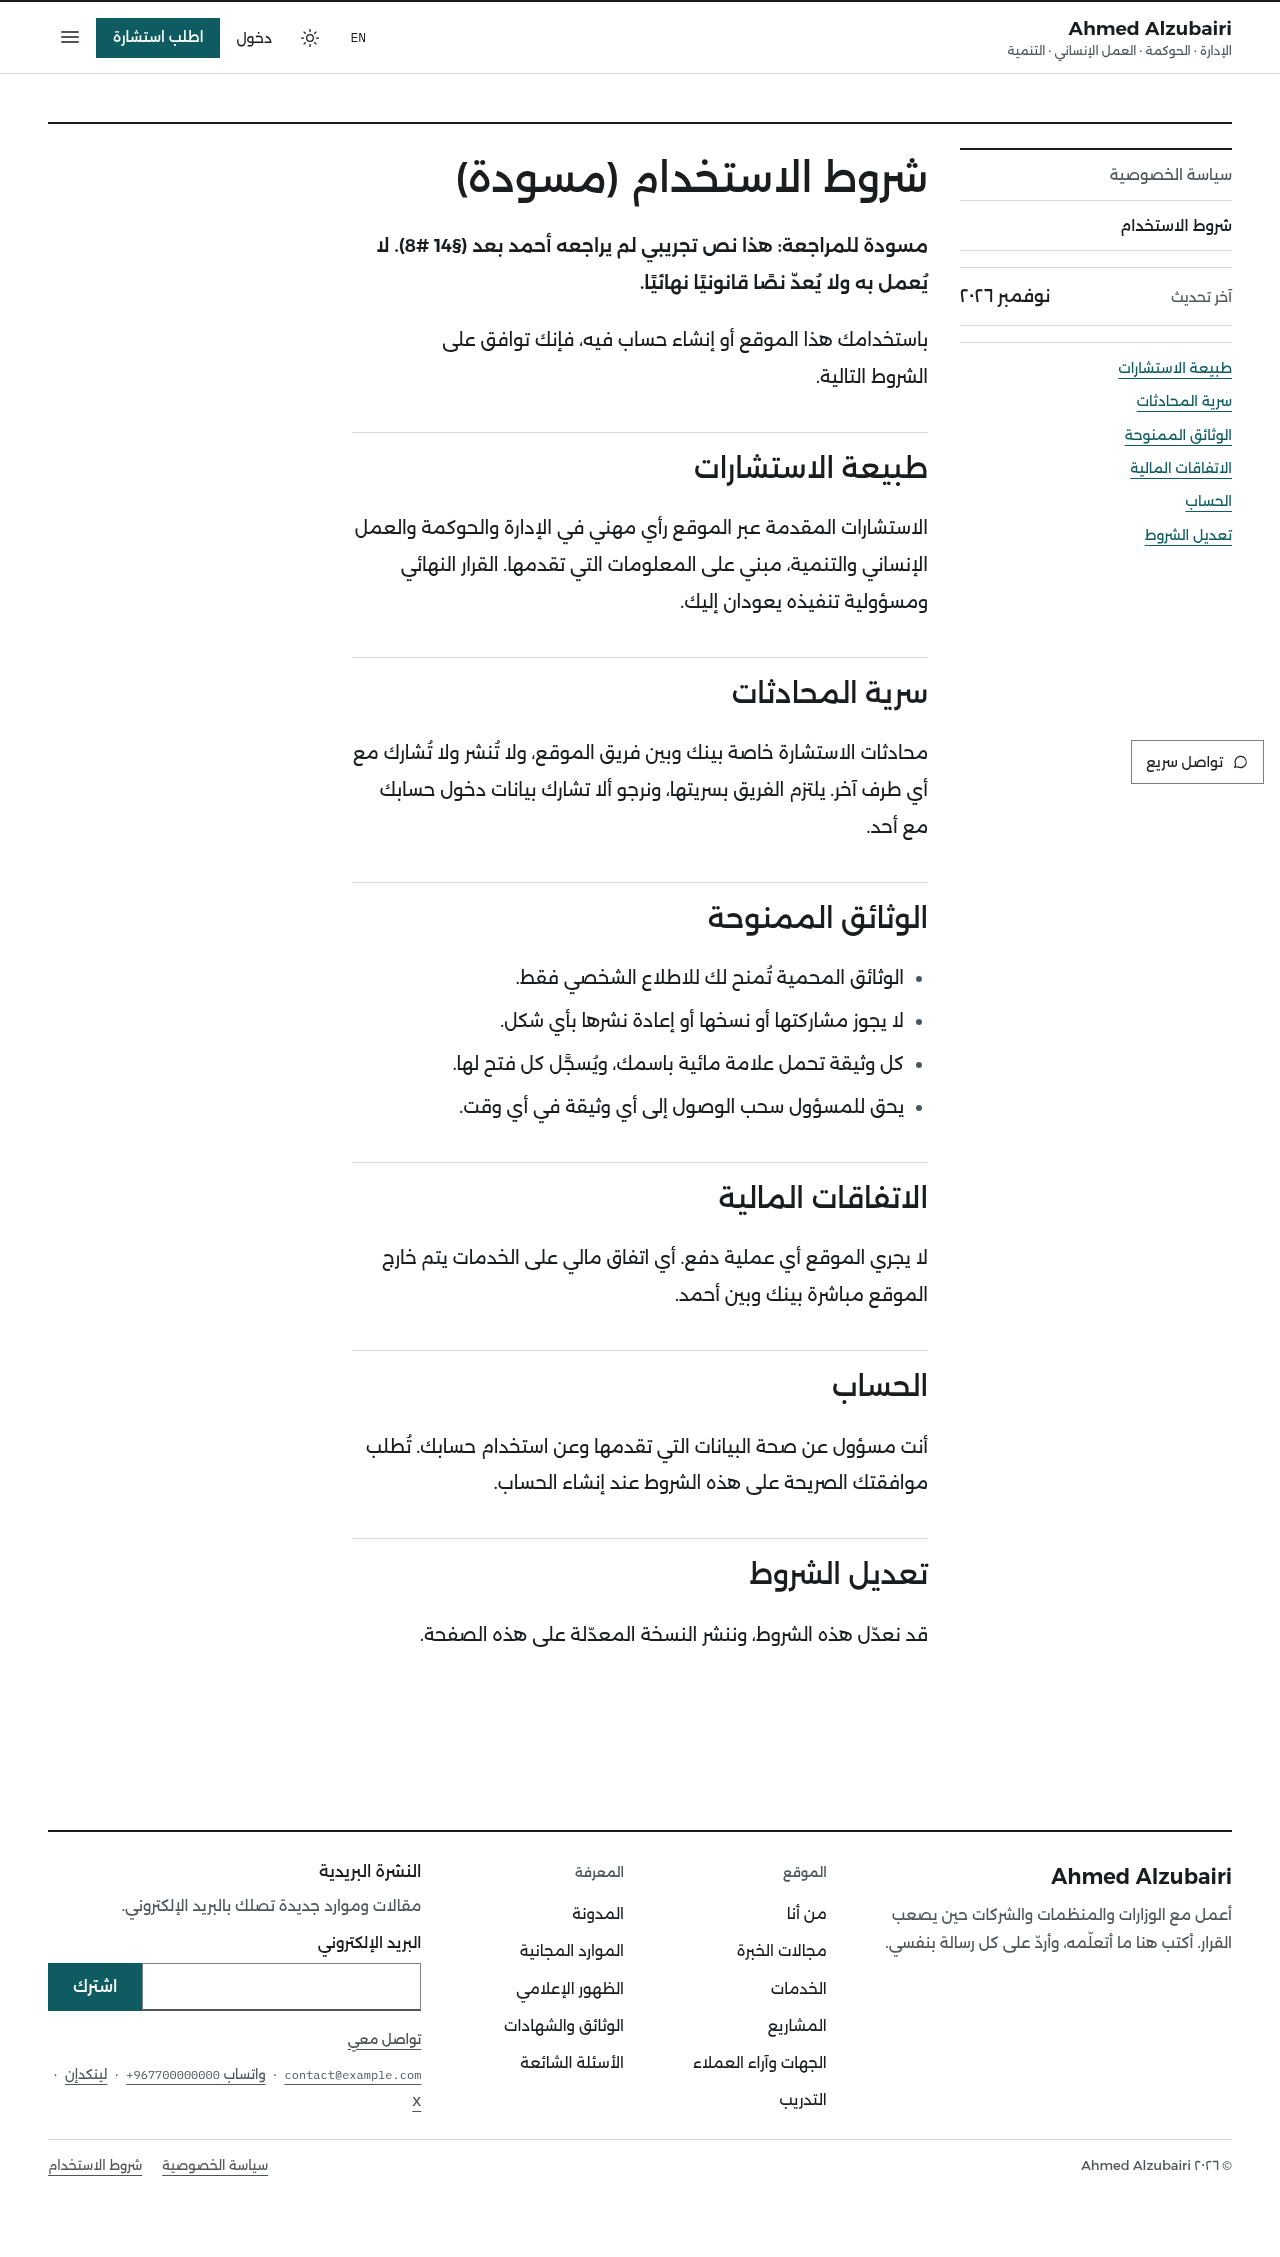 Ahmed Alzubairi
الإدارة · الحوكمة · العمل الإنساني · التنمية
EN
دخول
اطلب استشارة
سياسة الخصوصية
شروط الاستخدام
آخر تحديث
نوفمبر ٢٠٢٦
طبيعة الاستشارات
سرية المحادثات
الوثائق الممنوحة
الاتفاقات المالية
الحساب
تعديل الشروط
تواصل سريع
شروط الاستخدام (مسودة)
مسودة للمراجعة: هذا نص تجريبي لم يراجعه أحمد بعد (§14 #8). لا
يُعمل به ولا يُعدّ نصًا قانونيًا نهائيًا.
باستخدامك هذا الموقع أو إنشاء حساب فيه، فإنك توافق على
الشروط التالية.
طبيعة الاستشارات
الاستشارات المقدمة عبر الموقع رأي مهني في الإدارة والحوكمة والعمل
الإنساني والتنمية، مبني على المعلومات التي تقدمها. القرار النهائي
ومسؤولية تنفيذه يعودان إليك.
سرية المحادثات
محادثات الاستشارة خاصة بينك وبين فريق الموقع، ولا تُنشر ولا تُشارك مع
أي طرف آخر. يلتزم الفريق بسريتها، ونرجو ألا تشارك بيانات دخول حسابك
مع أحد.
الوثائق الممنوحة
• الوثائق المحمية تُمنح لك للاطلاع الشخصي فقط.
• لا يجوز مشاركتها أو نسخها أو إعادة نشرها بأي شكل.
• كل وثيقة تحمل علامة مائية باسمك، ويُسجَّل كل فتح لها.
• يحق للمسؤول سحب الوصول إلى أي وثيقة في أي وقت.
الاتفاقات المالية
لا يجري الموقع أي عملية دفع. أي اتفاق مالي على الخدمات يتم خارج
الموقع مباشرة بينك وبين أحمد.
الحساب
أنت مسؤول عن صحة البيانات التي تقدمها وعن استخدام حسابك. تُطلب
موافقتك الصريحة على هذه الشروط عند إنشاء الحساب.
تعديل الشروط
قد نعدّل هذه الشروط، وننشر النسخة المعدّلة على هذه الصفحة.
Ahmed Alzubairi
أعمل مع الوزارات والمنظمات والشركات حين يصعب
القرار. أكتب هنا ما أتعلّمه، وأردّ على كل رسالة بنفسي.
الموقع
من أنا
مجالات الخبرة
الخدمات
المشاريع
الجهات وآراء العملاء
التدريب
المعرفة
المدونة
الموارد المجانية
الظهور الإعلامي
الوثائق والشهادات
الأسئلة الشائعة
النشرة البريدية
مقالات وموارد جديدة تصلك بالبريد الإلكتروني.
البريد الإلكتروني
اشترك
تواصل معي
contact@example.com · واتساب +967700000000 · لينكدإن ·
X
© ٢٠٢٦ Ahmed Alzubairi
سياسة الخصوصية
شروط الاستخدام